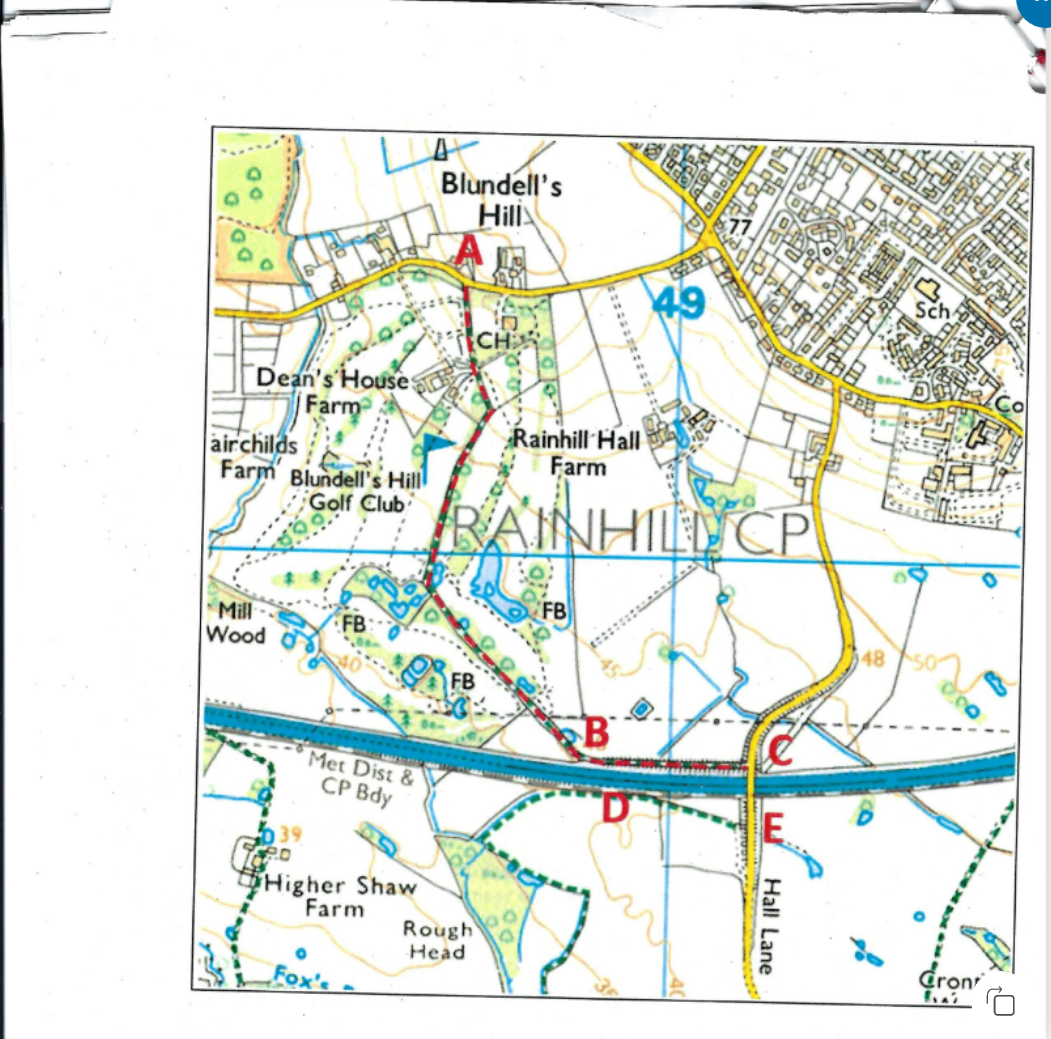 Blundell's
Hill
A
77
49
Sch
CH
Dean's House
Farm
Co
airchilds
Farm
Rainhill Hall
Farm
Blundell's Hill
Golf Club
RAINHILL CP
Mill
Wood
FB
FB
40
45
48
50
FB
B
C
Met Dist &
CP Bdy
D
E
39
Higher Shaw
Farm
Rough
Head
Hall Lane
Fox's
Cron